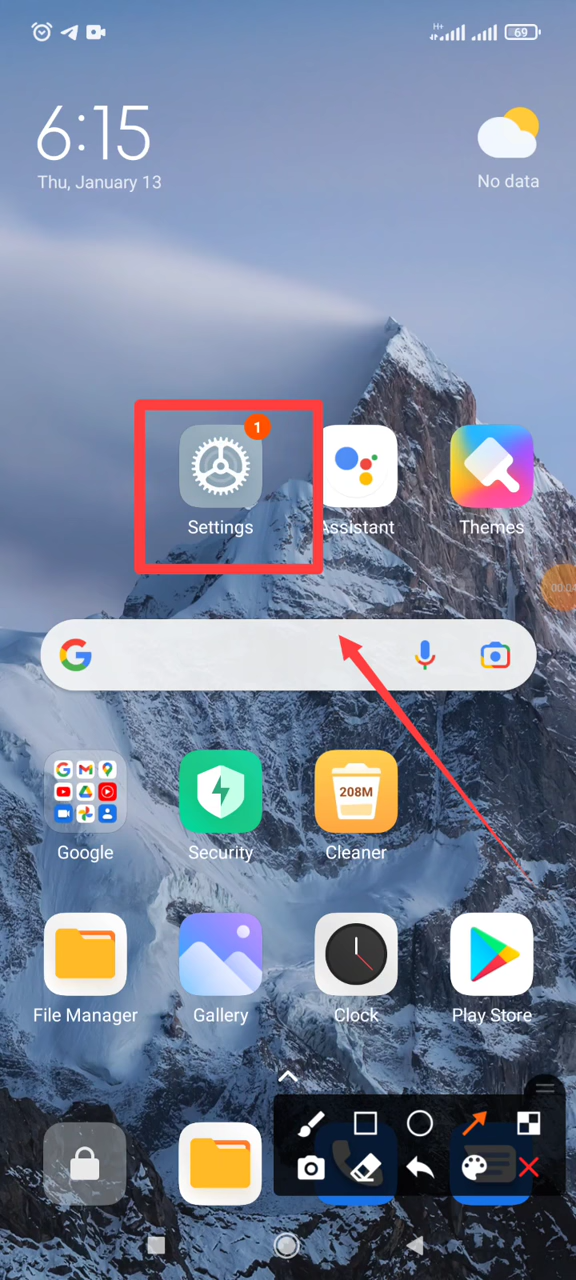 H+
69
6:15
Thu, January 13
No data
1
Settings
Assistant
Themes
208M
Google
Security
Cleaner
File Manager
Gallery
Clock
Play Store